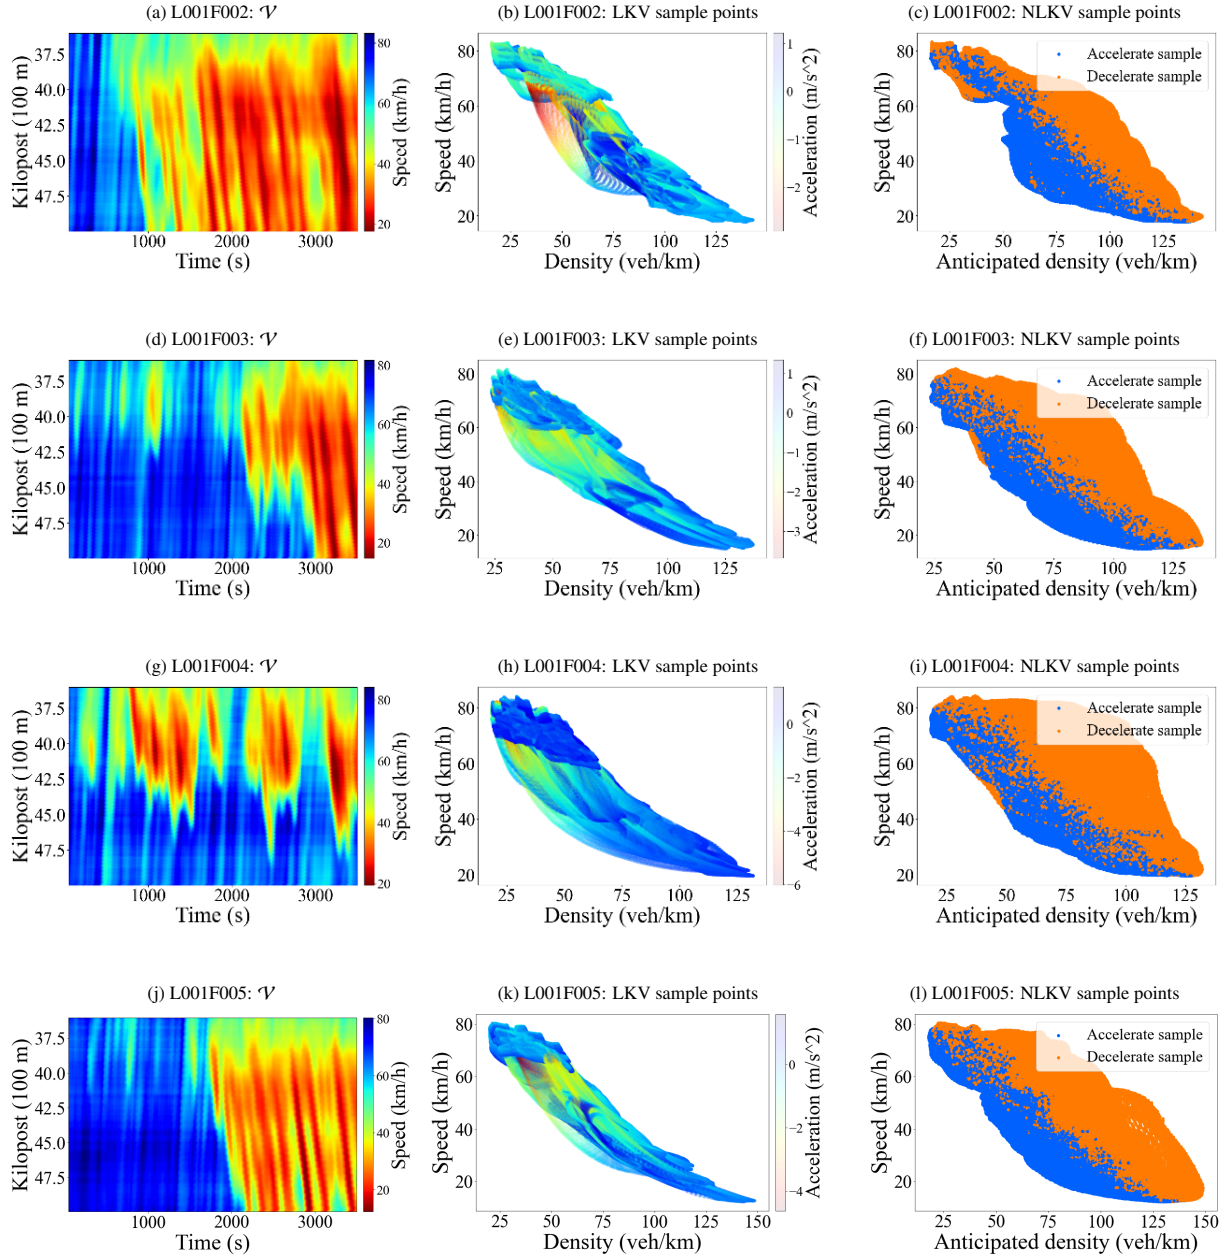 (a) L001F002: 𝒱
(b) L001F002: LKV sample points
(c) L001F002: NLKV sample points
Kilopost (100 m)
37.5
40.0
42.5
45.0
47.5
1000
2000
3000
Time (s)
80
60
40
20
Speed (km/h)
Speed (km/h)
80
60
40
20
25
50
75
100
125
Density (veh/km)
1
0
−1
−2
Acceleration (m/s^2)
Speed (km/h)
80
60
40
20
Accelerate sample
Decelerate sample
25
50
75
100
125
Anticipated density (veh/km)
(d) L001F003: 𝒱
(e) L001F003: LKV sample points
(f) L001F003: NLKV sample points
Kilopost (100 m)
37.5
40.0
42.5
45.0
47.5
1000
2000
3000
Time (s)
80
60
40
20
Speed (km/h)
Speed (km/h)
80
60
40
20
25
50
75
100
125
Density (veh/km)
1
0
−1
−2
−3
Acceleration (m/s^2)
Speed (km/h)
80
60
40
20
Accelerate sample
Decelerate sample
25
50
75
100
125
Anticipated density (veh/km)
(g) L001F004: 𝒱
(h) L001F004: LKV sample points
(i) L001F004: NLKV sample points
Kilopost (100 m)
37.5
40.0
42.5
45.0
47.5
1000
2000
3000
Time (s)
80
60
40
20
Speed (km/h)
Speed (km/h)
80
60
40
20
25
50
75
100
125
Density (veh/km)
0
−2
−4
−6
Acceleration (m/s^2)
Speed (km/h)
80
60
40
20
Accelerate sample
Decelerate sample
25
50
75
100
125
Anticipated density (veh/km)
(j) L001F005: 𝒱
(k) L001F005: LKV sample points
(l) L001F005: NLKV sample points
Kilopost (100 m)
37.5
40.0
42.5
45.0
47.5
1000
2000
3000
Time (s)
80
60
40
20
Speed (km/h)
Speed (km/h)
80
60
40
20
25
50
75
100
125
150
Density (veh/km)
0
−2
−4
Acceleration (m/s^2)
Speed (km/h)
80
60
40
20
Accelerate sample
Decelerate sample
25
50
75
100
125
150
Anticipated density (veh/km)